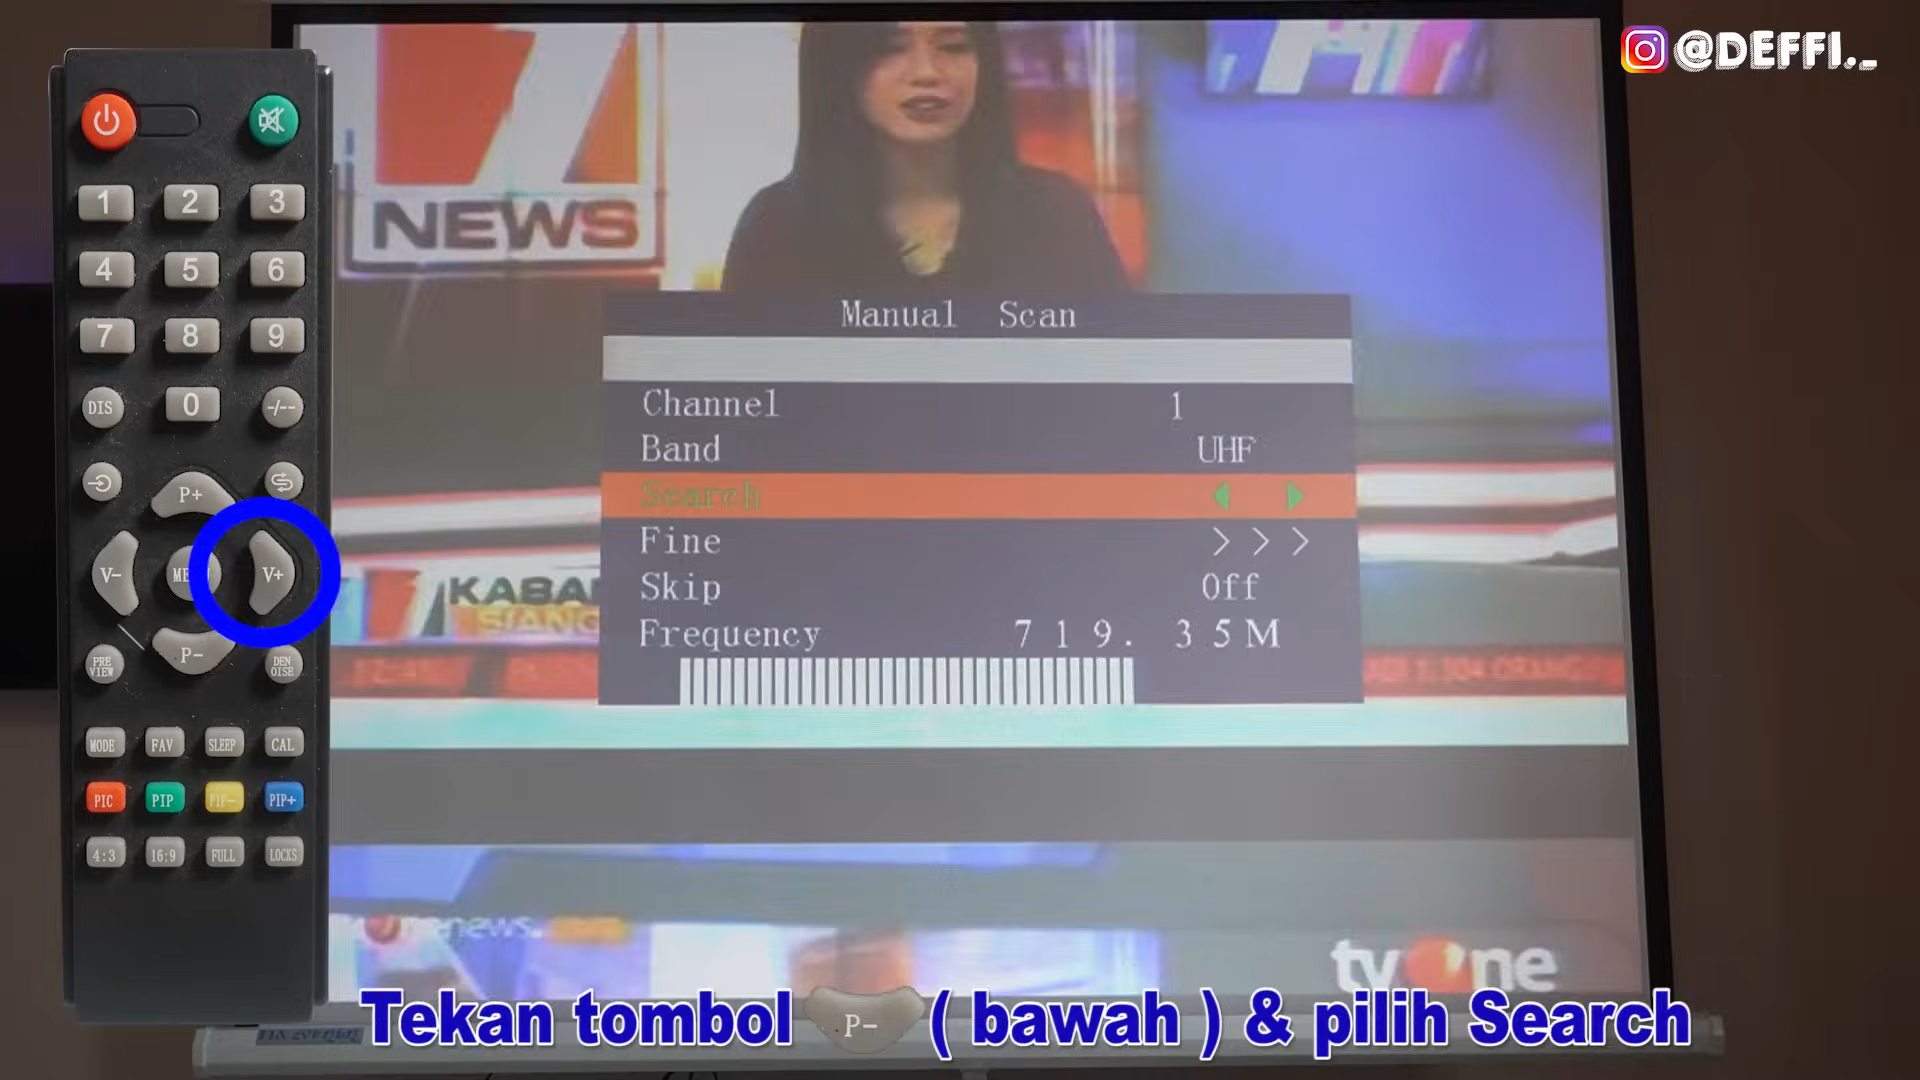 @DEFFI._
1 2 3
4 5 6
7 8 9
DIS 0 -/--
P+
V- V+
P-
PRE VIEW
DEN OISE
MODE FAV SLEEP CAL
PIC PIP PIP- PIP+
4:3 16:9 FULL LOCKS
7
NEWS
Manual Scan
Channel 1
Band UHF
Search
Fine >>>
Skip Off
Frequency 719. 35M
SIANG
tvOne
Tekan tombol P- ( bawah ) & pilih Search